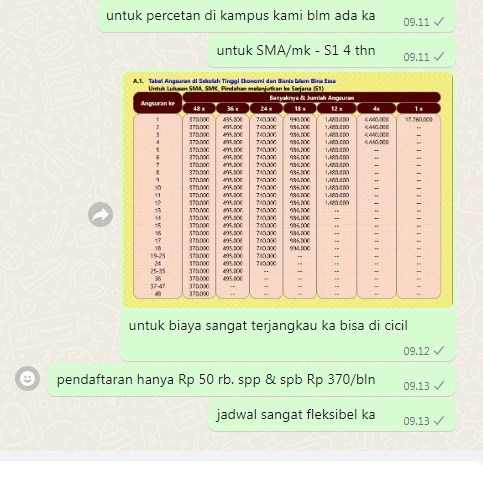 untuk percetan di kampus kami blm ada ka
09.11
untuk SMA/mk - S1 4 thn
09.11
A.1. Tabel Angsuran di Sekolah Tinggi Ekonomi dan Bisnis Islam Bina Essa
Untuk Lulusan SMA, SMK, Pindahan melanjutkan ke Sarjana (S1)
Angsuran ke Banyaknya & Jumlah Angsuran
48 x 36 x 24 x 18 x 12 x 4x 1 x
1 370.000 495.000 740.000 990.000 1.480.000 4.440.000 17.760.000
2 370.000 495.000 740.000 986.000 1.480.000 4.440.000 --
3 370.000 495.000 740.000 986.000 1.480.000 4.440.000 --
4 370.000 495.000 740.000 986.000 1.480.000 4.440.000 --
5 370.000 495.000 740.000 986.000 1.480.000 -- --
6 370.000 495.000 740.000 986.000 1.480.000 -- --
7 370.000 495.000 740.000 986.000 1.480.000 -- --
8 370.000 495.000 740.000 986.000 1.480.000 -- --
9 370.000 495.000 740.000 986.000 1.480.000 -- --
10 370.000 495.000 740.000 986.000 1.480.000 -- --
11 370.000 495.000 740.000 986.000 1.480.000 -- --
12 370.000 495.000 740.000 986.000 1.480.000 -- --
13 370.000 495.000 740.000 986.000 -- -- --
14 370.000 495.000 740.000 986.000 -- -- --
15 370.000 495.000 740.000 986.000 -- -- --
16 370.000 495.000 740.000 986.000 -- -- --
17 370.000 495.000 740.000 986.000 -- -- --
18 370.000 495.000 740.000 994.000 -- -- --
19-23 370.000 495.000 740.000 -- -- -- --
24 370.000 495.000 740.000 -- -- -- --
25-35 370.000 495.000 -- -- -- -- --
36 370.000 495.000 -- -- -- -- --
37-47 370.000 -- -- -- -- -- --
48 370.000 -- -- -- -- -- --
untuk biaya sangat terjangkau ka bisa di cicil
09.12
pendaftaran hanya Rp 50 rb. spp & spb Rp 370/bln
09.13
jadwal sangat fleksibel ka
09.13